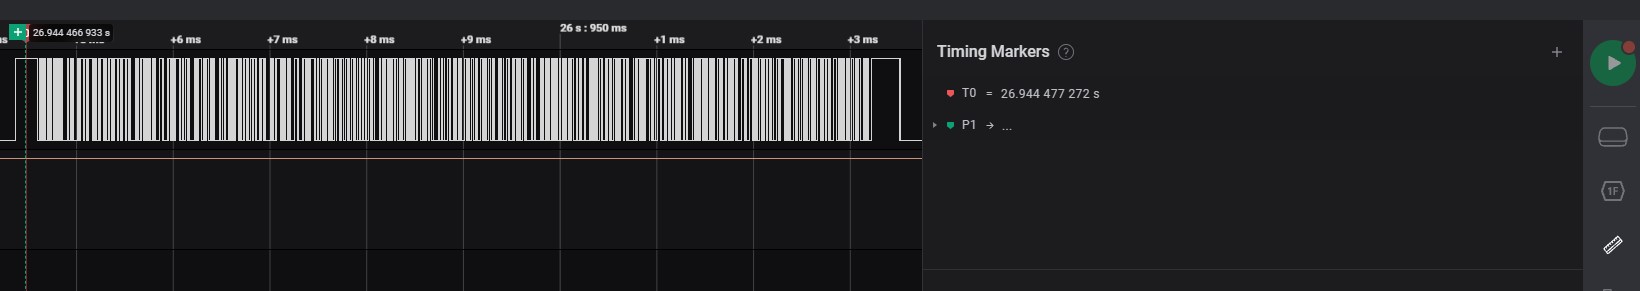 26.944 466 933 s
26 s : 950 ms
ms
+6 ms
+7 ms
+8 ms
+9 ms
+1 ms
+2 ms
+3 ms
Timing Markers ?
+
T0 = 26.944 477 272 s
P1 → ...
1F